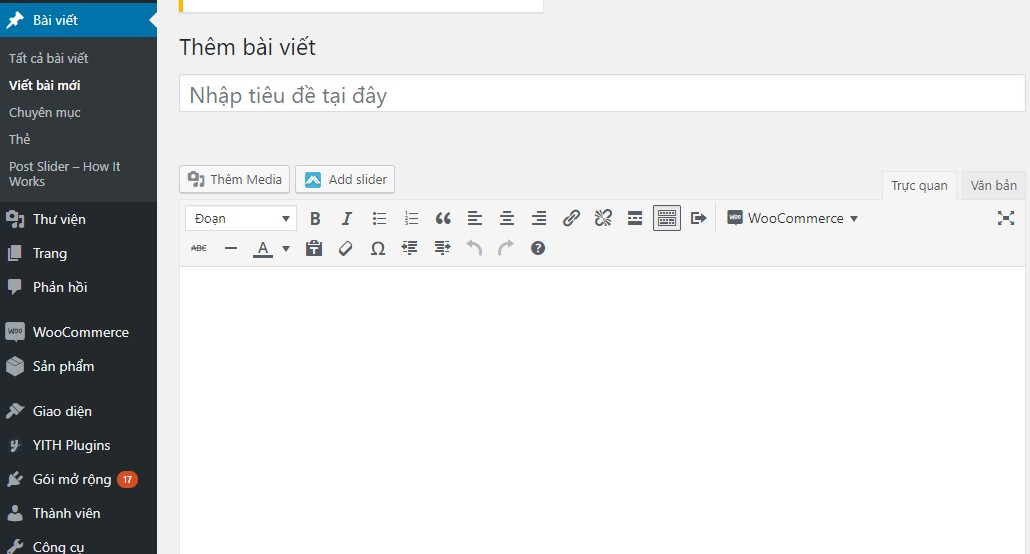 Bài viết
Tất cả bài viết
Viết bài mới
Chuyên mục
Thẻ
Post Slider – How It
Works
Thư viện
Trang
Phản hồi
WooCommerce
Sản phẩm
Giao diện
YITH Plugins
Gói mở rộng 17
Thành viên
Công cụ
Thêm bài viết
Nhập tiêu đề tại đây
Thêm Media Add slider
Trực quan Văn bản
Đoạn B I WooCommerce
ABC A Ω